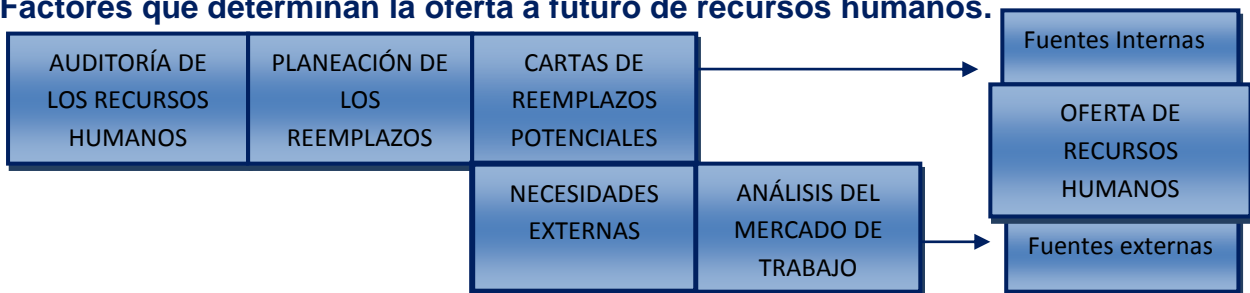 Factores que determinan la oferta a futuro de recursos humanos.
AUDITORÍA DE
LOS RECURSOS
HUMANOS
PLANEACIÓN DE
LOS
REEMPLAZOS
CARTAS DE
REEMPLAZOS
POTENCIALES
Fuentes Internas
OFERTA DE
RECURSOS
HUMANOS
NECESIDADES
EXTERNAS
ANÁLISIS DEL
MERCADO DE
TRABAJO
Fuentes externas